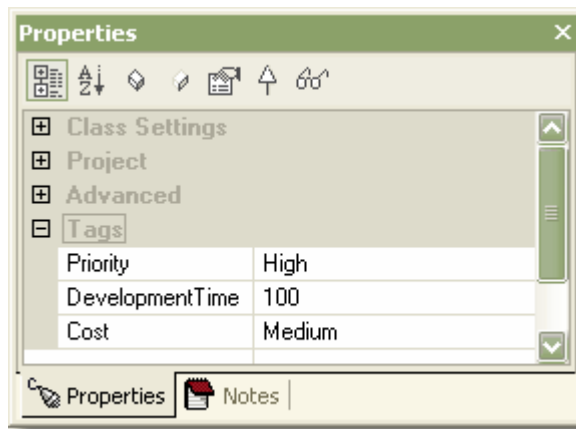 Properties
Class Settings
Project
Advanced
Tags
Priority High
DevelopmentTime 100
Cost Medium
Properties Notes